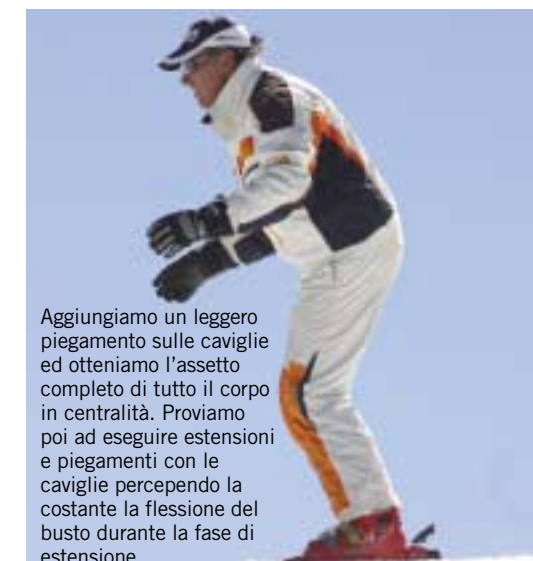 Aggiungiamo un leggero
piegamento sulle caviglie
ed otteniamo l'assetto
completo di tutto il corpo
in centralità. Proviamo
poi ad eseguire estensioni
e piegamenti con le
caviglie percependo la
costante la flessione del
busto durante la fase di
estensione